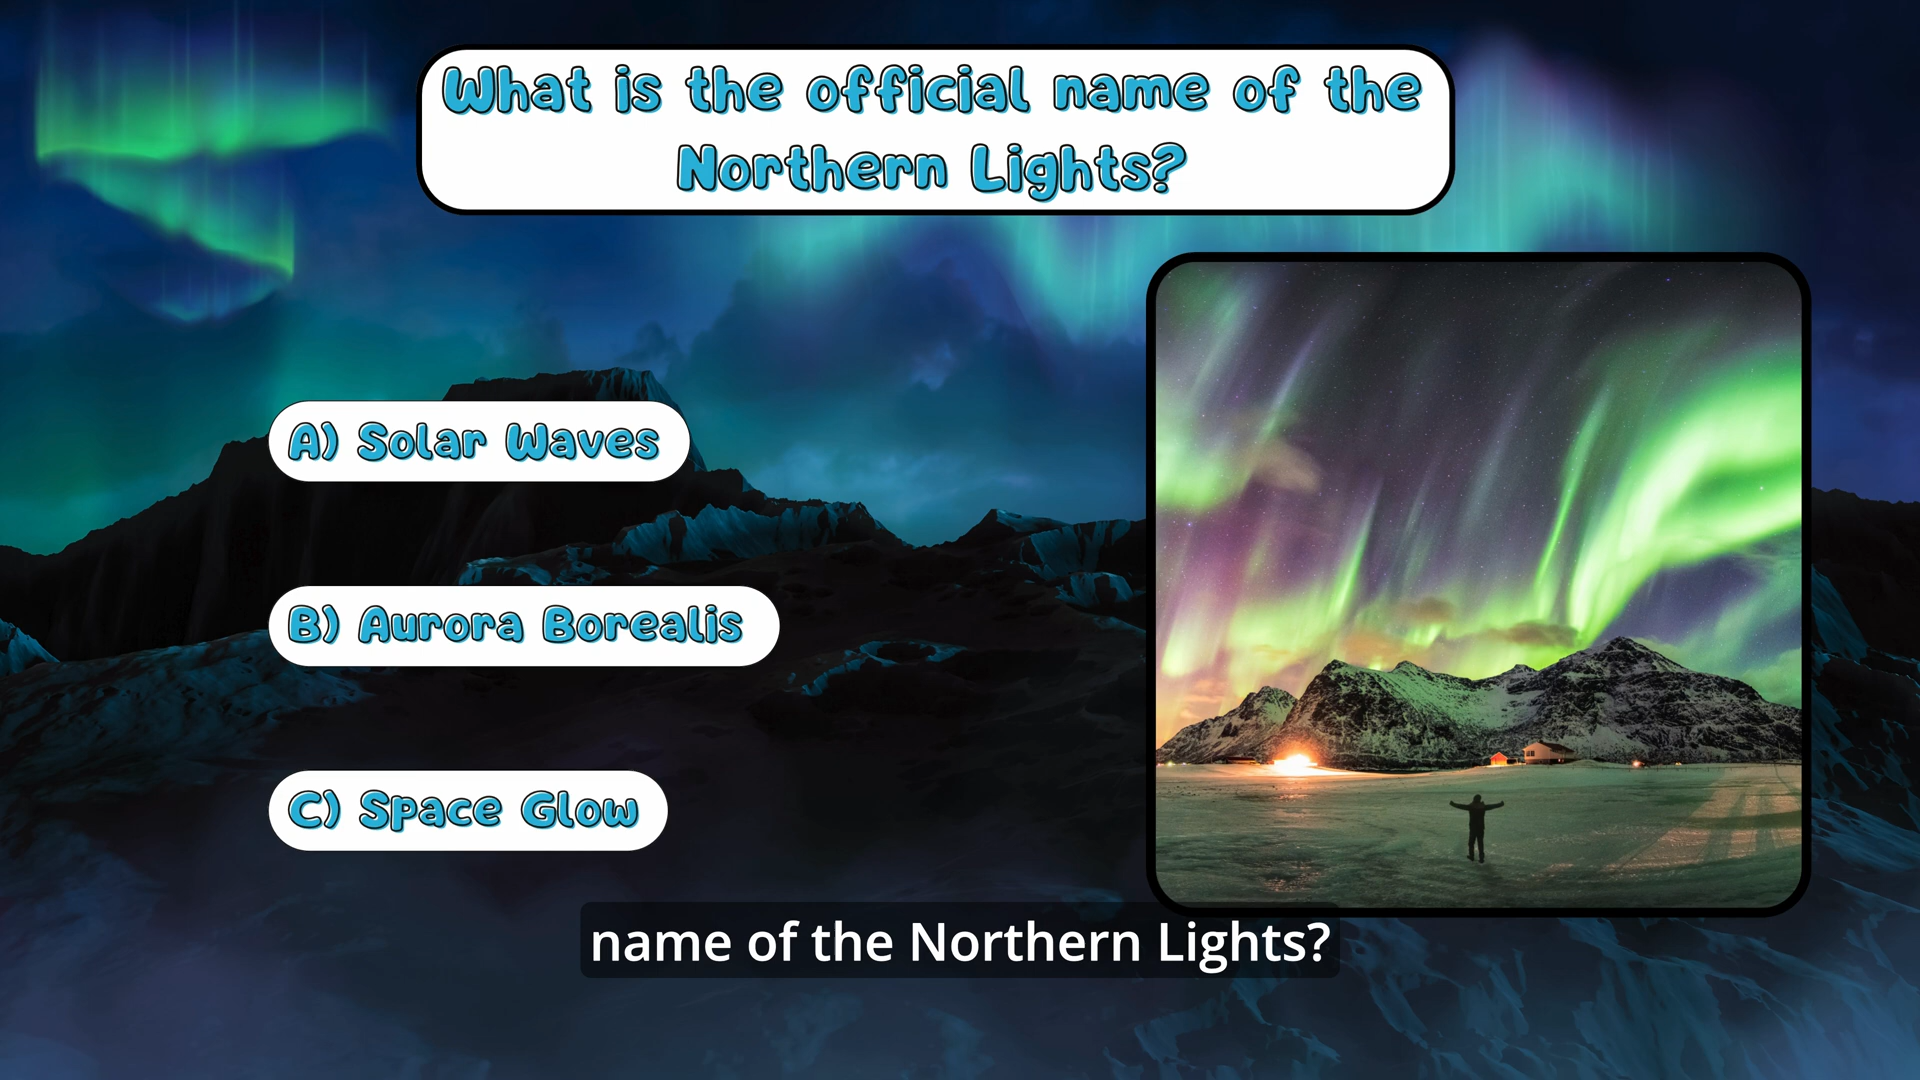 What is the official name of the
Northern Lights?
A) Solar Waves
B) Aurora Borealis
C) Space Glow
name of the Northern Lights?